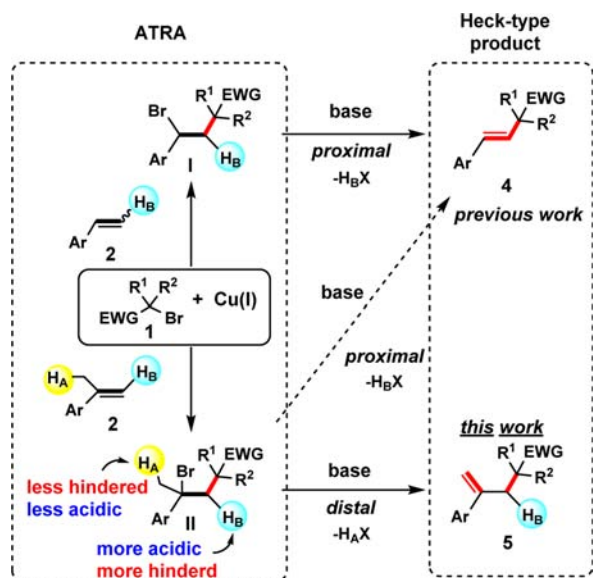 ATRA
Heck-type
product
R1 EWG
Br
R2
Ar
HB
I
base
proximal
-HBX
R1 EWG
R2
Ar
4
previous work
HB
Ar
2
R1 R2
EWG Br
1
+ Cu(I)
base
proximal
-HBX
HA
HB
Ar
2
this work
R1 EWG
HA Br
R2
Ar
II
HB
less hindered
less acidic
more acidic
more hinderd
base
distal
-HAX
R1 EWG
R2
Ar
HB
5